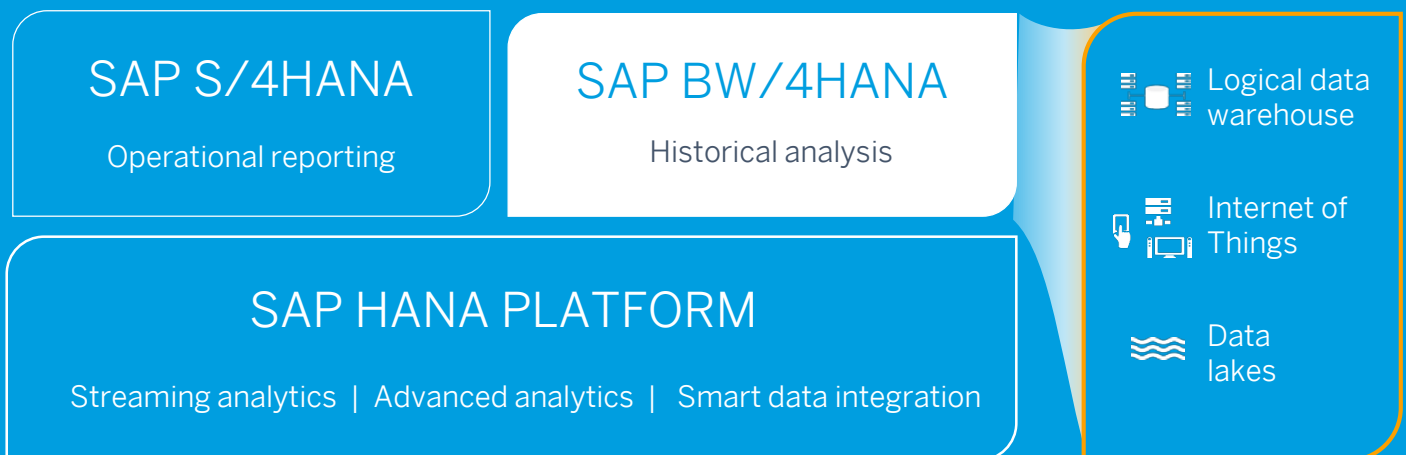 SAP S/4HANA
Operational reporting
SAP BW/4HANA
Historical analysis
SAP HANA PLATFORM
Streaming analytics | Advanced analytics | Smart data integration
Logical data
warehouse
Internet of
Things
Data
lakes